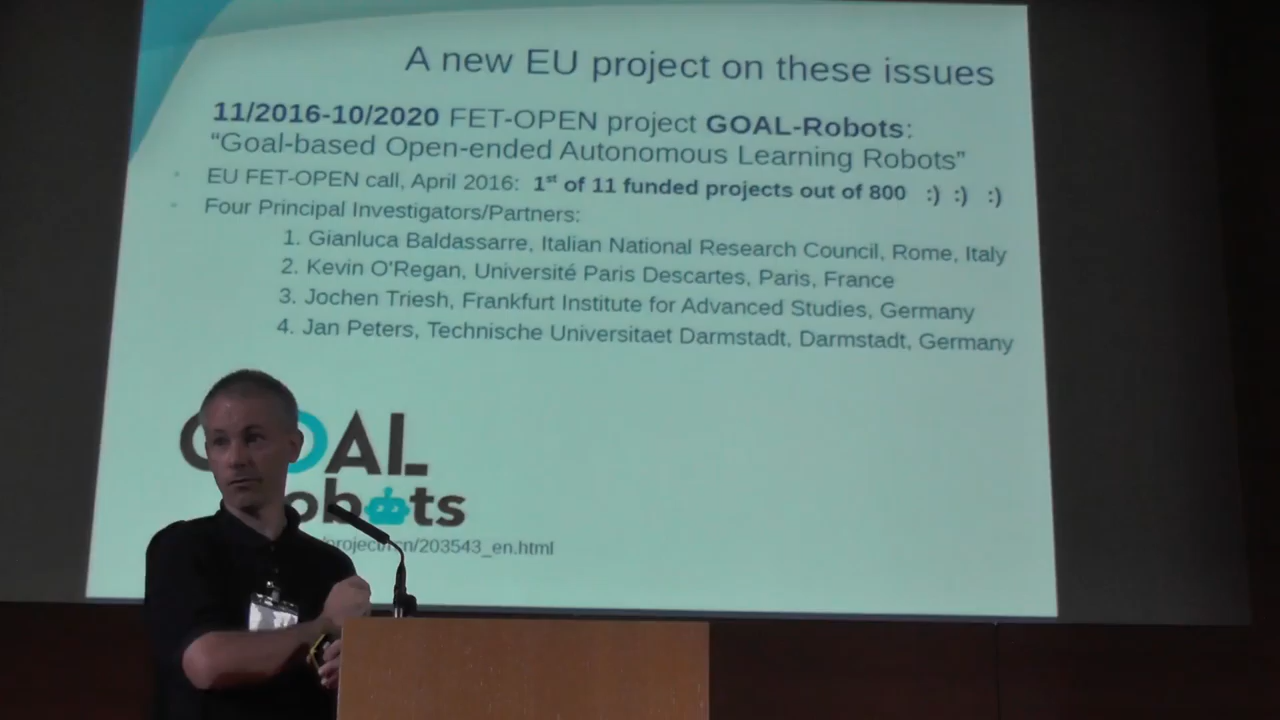 A new EU project on these issues
11/2016-10/2020 FET-OPEN project GOAL-Robots:
“Goal-based Open-ended Autonomous Learning Robots”
EU FET-OPEN call, April 2016: 1st of 11 funded projects out of 800 :) :) :)
Four Principal Investigators/Partners:
1. Gianluca Baldassarre, Italian National Research Council, Rome, Italy
2. Kevin O'Regan, Université Paris Descartes, Paris, France
3. Jochen Triesh, Frankfurt Institute for Advanced Studies, Germany
4. Jan Peters, Technische Universitaet Darmstadt, Darmstadt, Germany
GOAL
obots
/project/rcn/203543_en.html